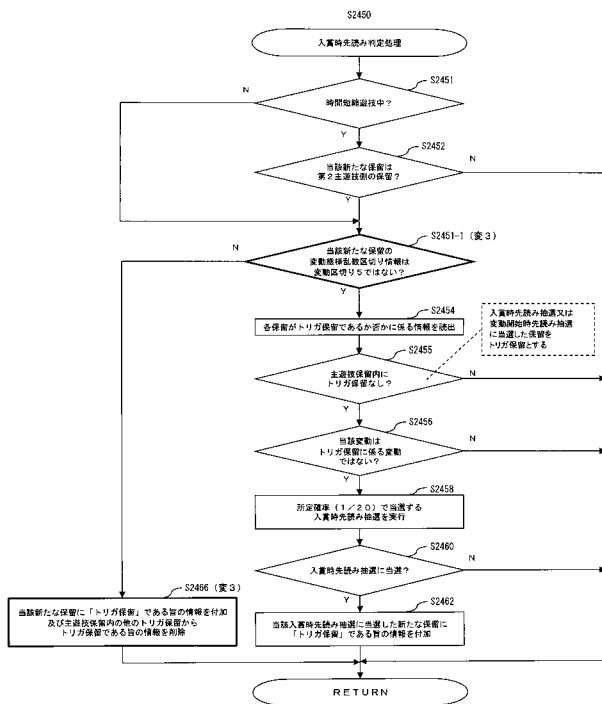 S2450
入賞時先読み判定処理
S2451
N
時間短縮遊技中？
Y
S2452
N
当該新たな保留は
第２主遊技側の保留？
Y
S2451-1（変３）
N
当該新たな保留の
変動態様乱数区切り情報は
変動区切り５ではない？
Y
S2454
各保留がトリガ保留であるか否かに係る情報を読出
入賞時先読み抽選又は
変動開始時先読み抽選
に当選した保留を
トリガ保留とする
S2455
主遊技保留内に
トリガ保留なし？
N
Y
S2456
当該変動は
トリガ保留に係る変動
ではない？
N
Y
S2458
所定確率（１／２０）で当選する
入賞時先読み抽選を実行
S2460
入賞時先読み抽選に当選？
N
Y
S2466（変３）
当該新たな保留に「トリガ保留」である旨の情報を付加
及び主遊技保留内の他のトリガ保留から
トリガ保留である旨の情報を削除
S2462
当該入賞時先読み抽選に当選した新たな保留に
「トリガ保留」である旨の情報を付加
RETURN